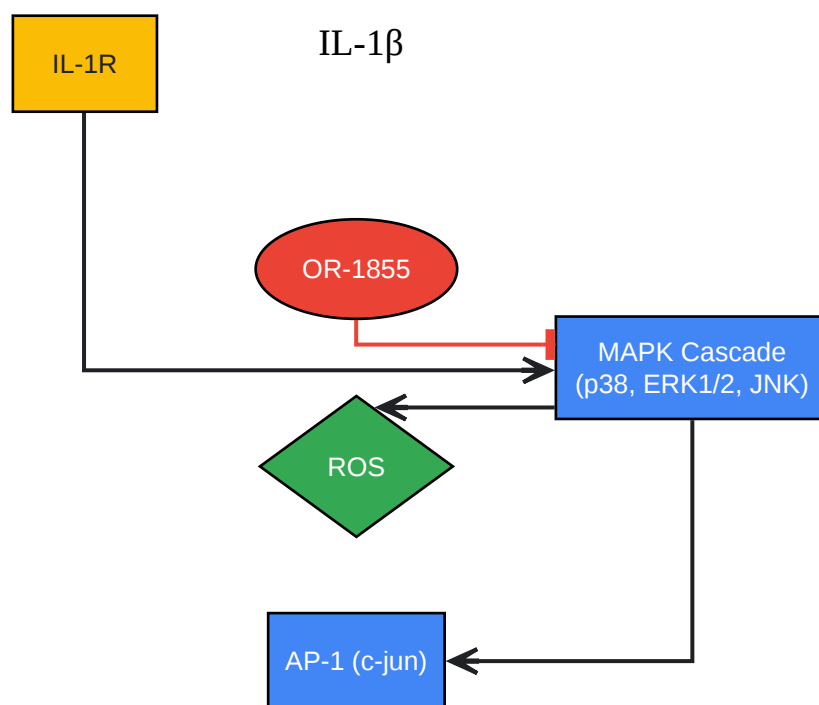 IL-1β
IL-1R
OR-1855
MAPK Cascade
(p38, ERK1/2, JNK)
ROS
AP-1 (c-jun)